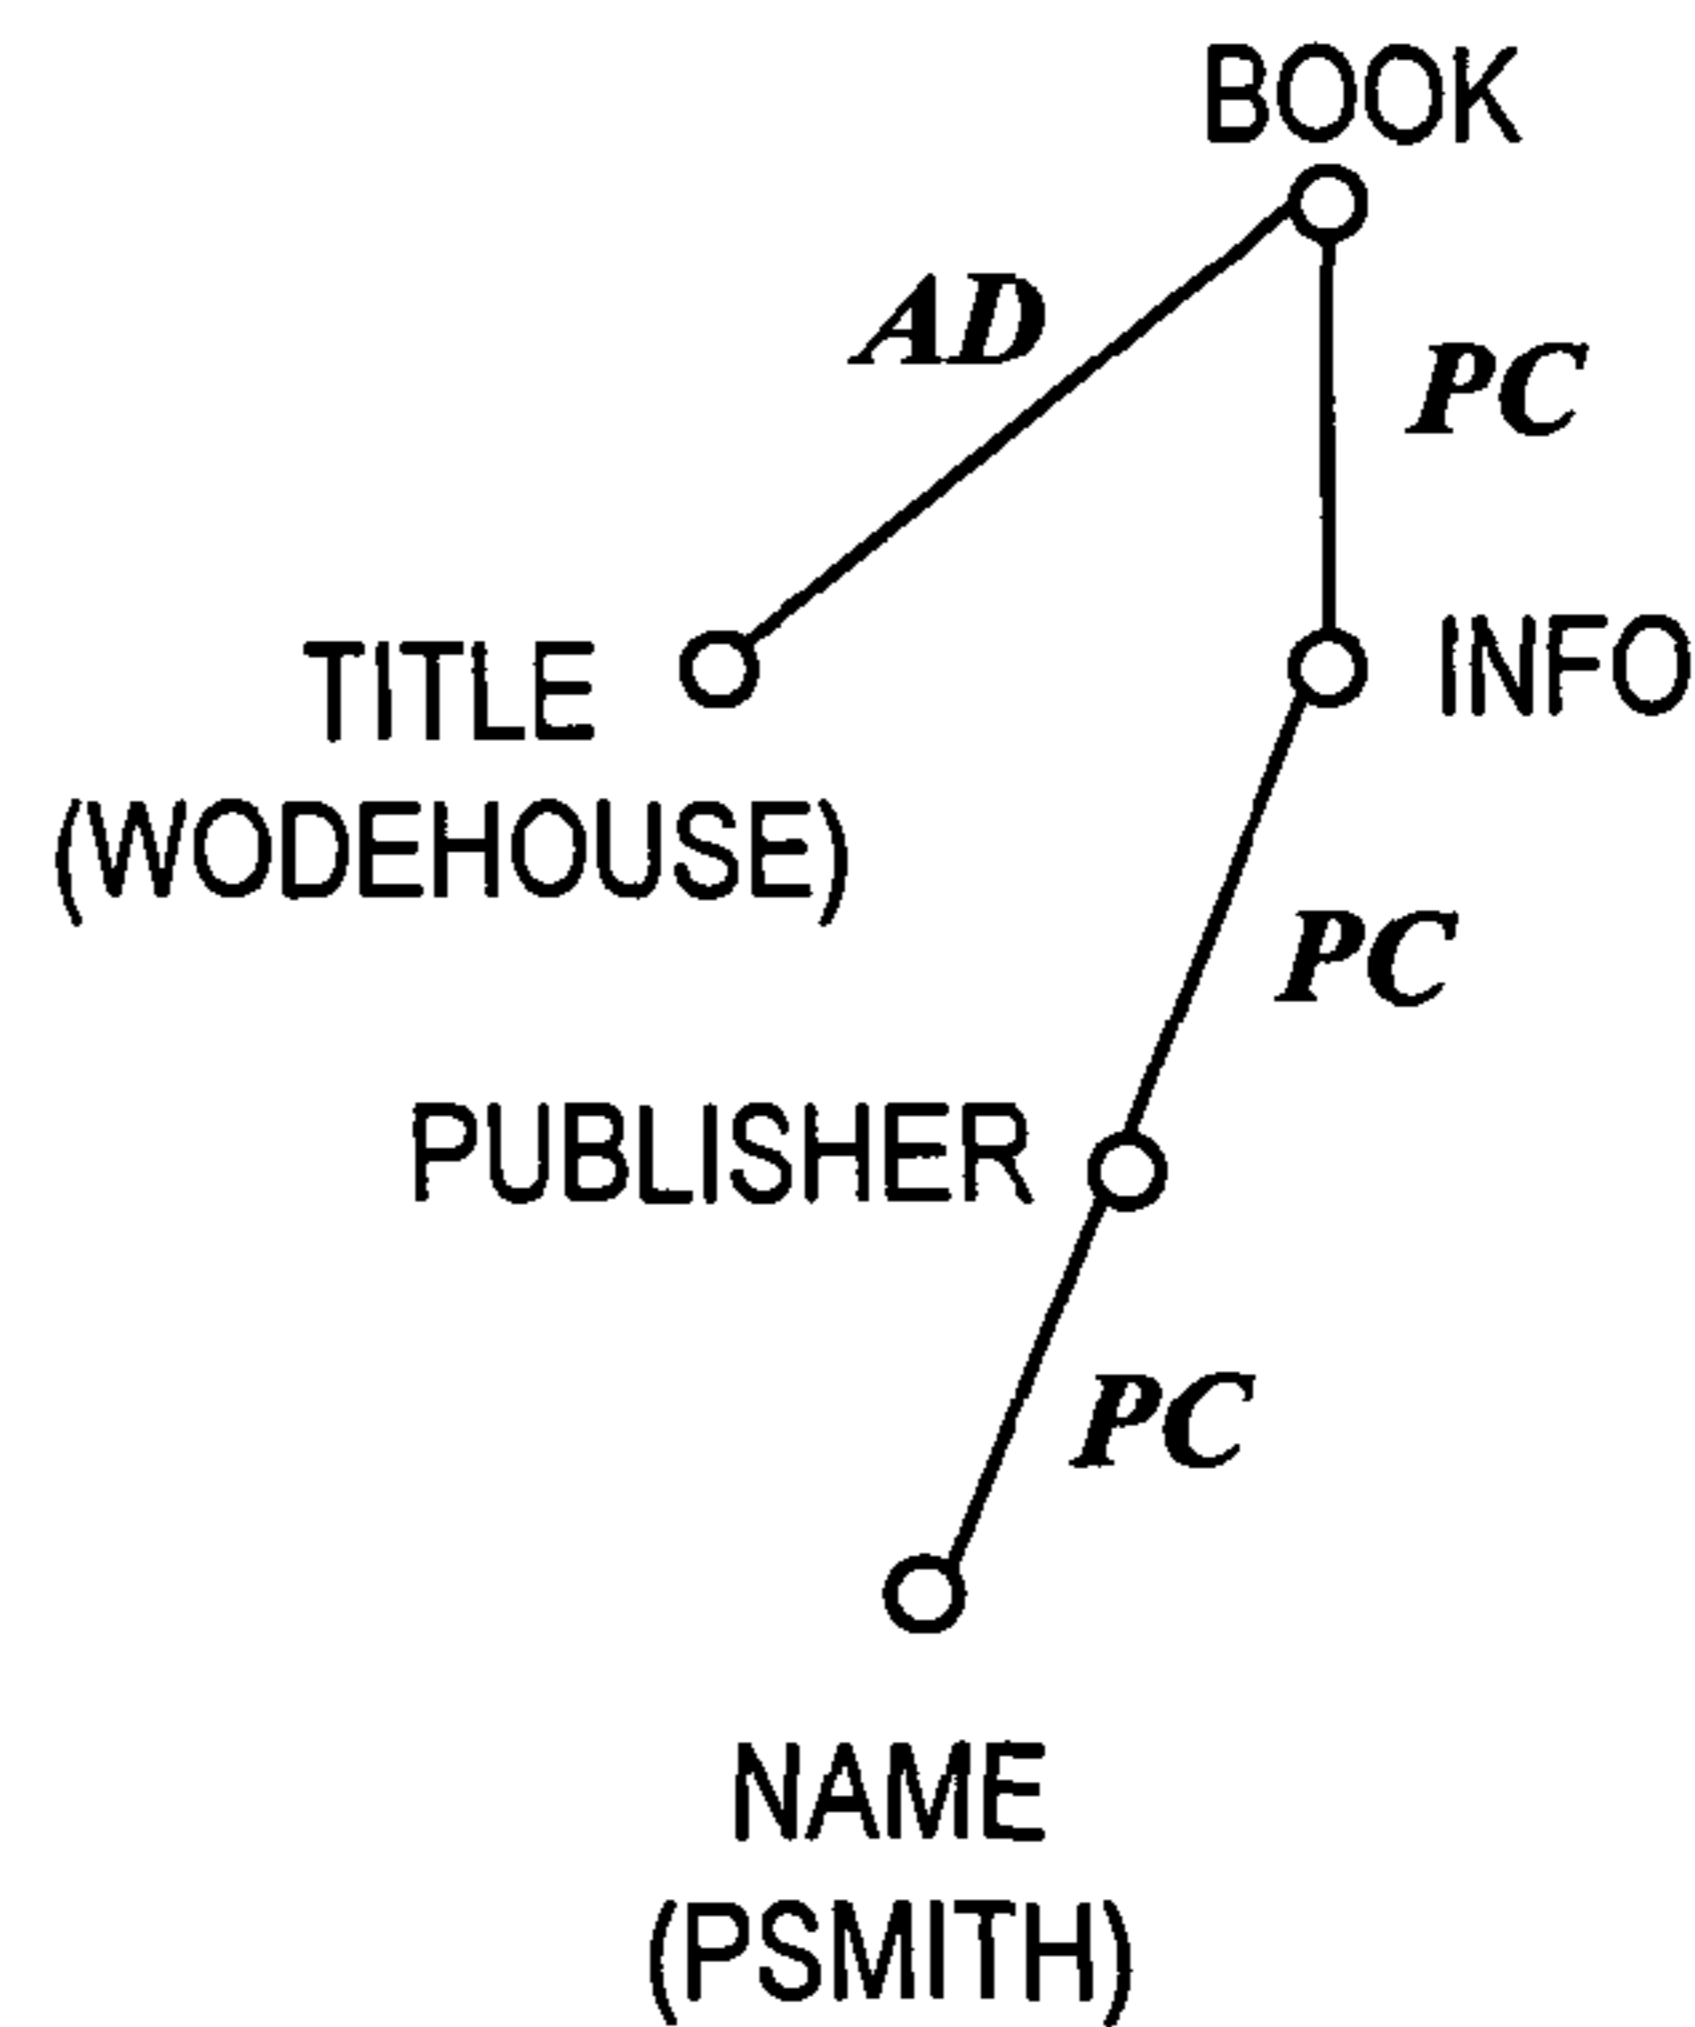 BOOK
AD
PC
TITLE
(WODEHOUSE)
INFO
PC
PUBLISHER
PC
NAME
(PSMITH)